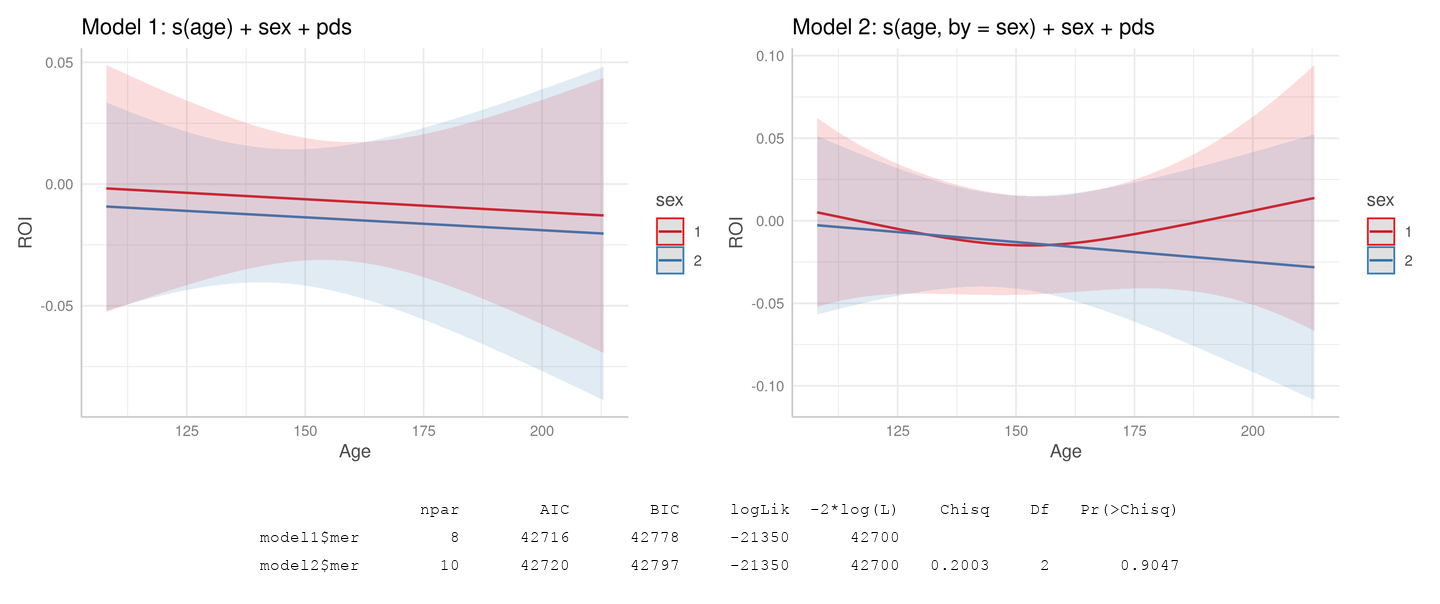 Model 1: s(age) + sex + pds
0.05
0.00
-0.05
ROI
125 150 175 200
Age
sex
1
2
Model 2: s(age, by = sex) + sex + pds
0.10
0.05
0.00
-0.05
-0.10
ROI
125 150 175 200
Age
sex
1
2
npar AIC BIC logLik -2*log(L) Chisq Df Pr(>Chisq)
model1$mer 8 42716 42778 -21350 42700
model2$mer 10 42720 42797 -21350 42700 0.2003 2 0.9047